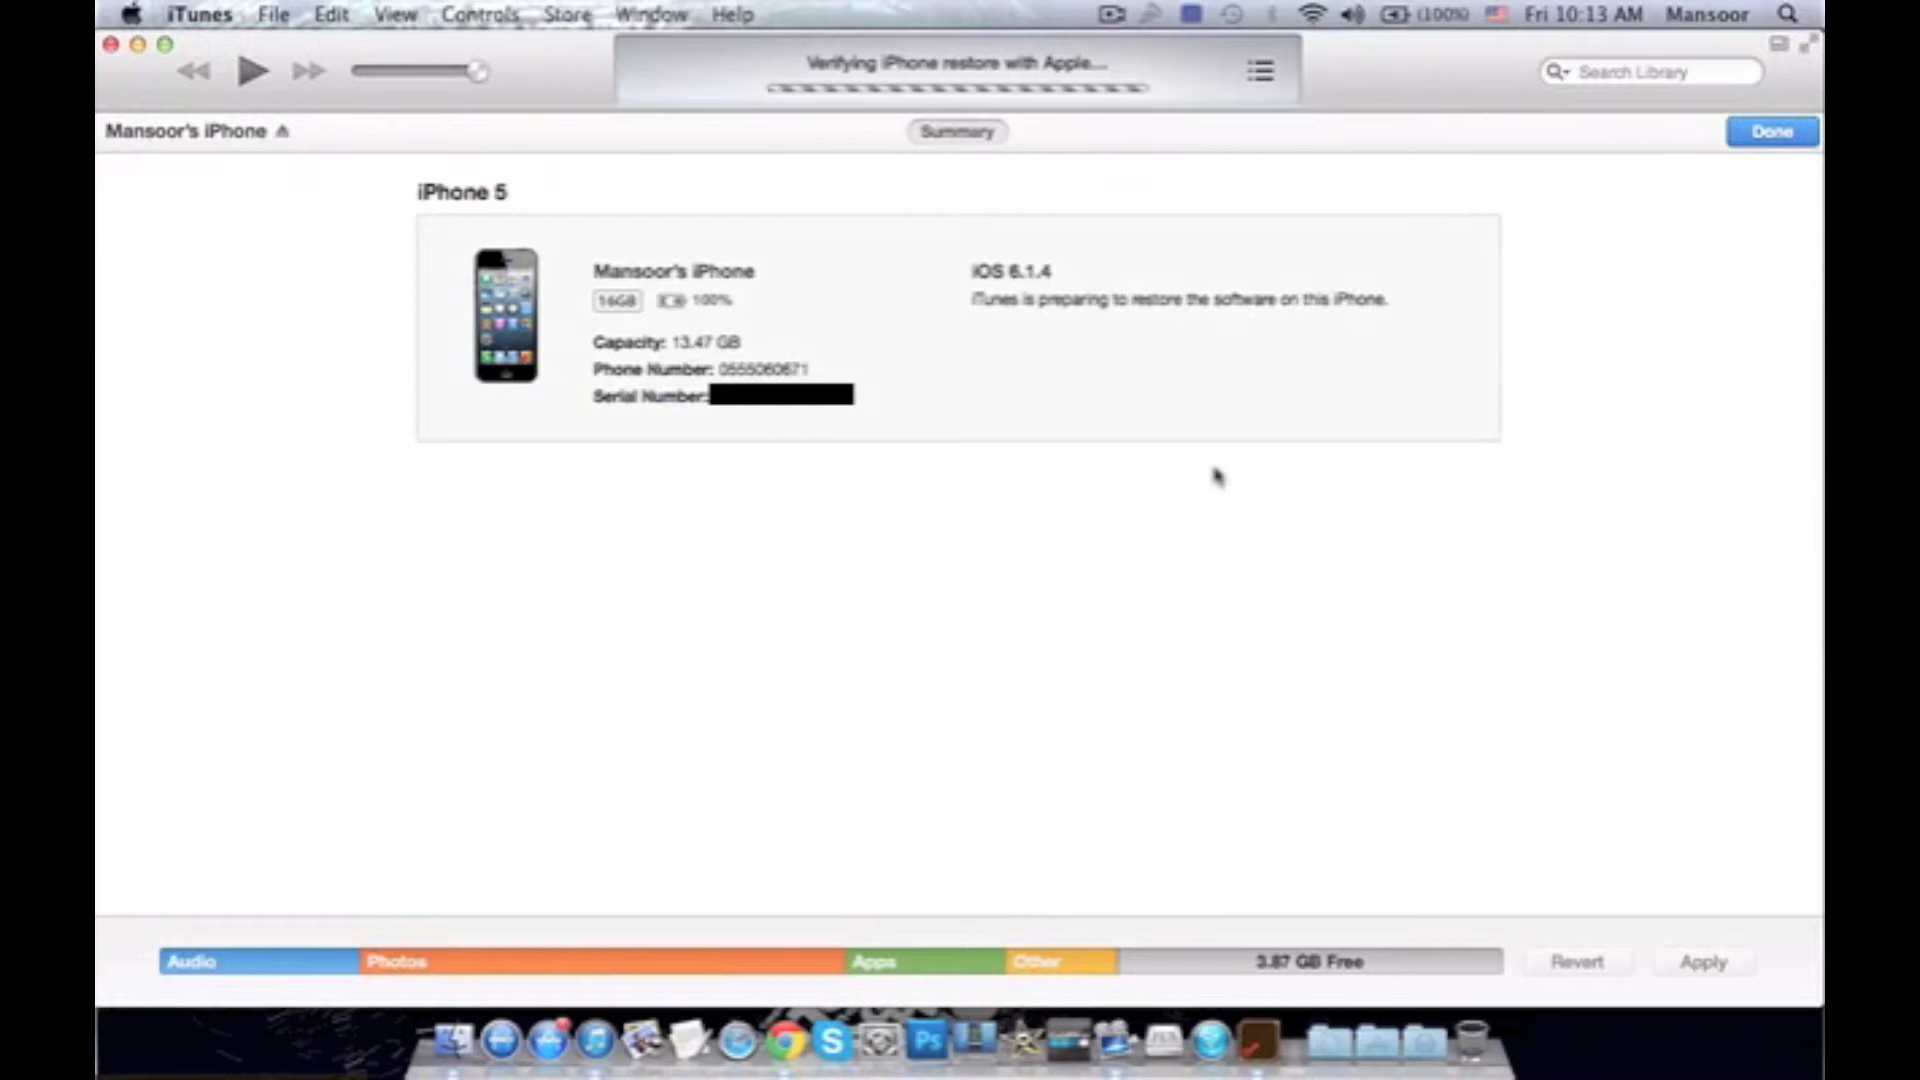 iTunes File Edit View Controls Store Window Help (100%) Fri 10:13 AM Mansoor
Verifying iPhone restore with Apple...
Search Library
Mansoor's iPhone Summary Done
iPhone 5
Mansoor's iPhone iOS 6.1.4
16GB 100% iTunes is preparing to restore the software on this iPhone.
Capacity: 13.47 GB
Phone Number: 0555060671
Serial Number:
Audio Photos Apps Other 3.87 GB Free Revert Apply
S Ps